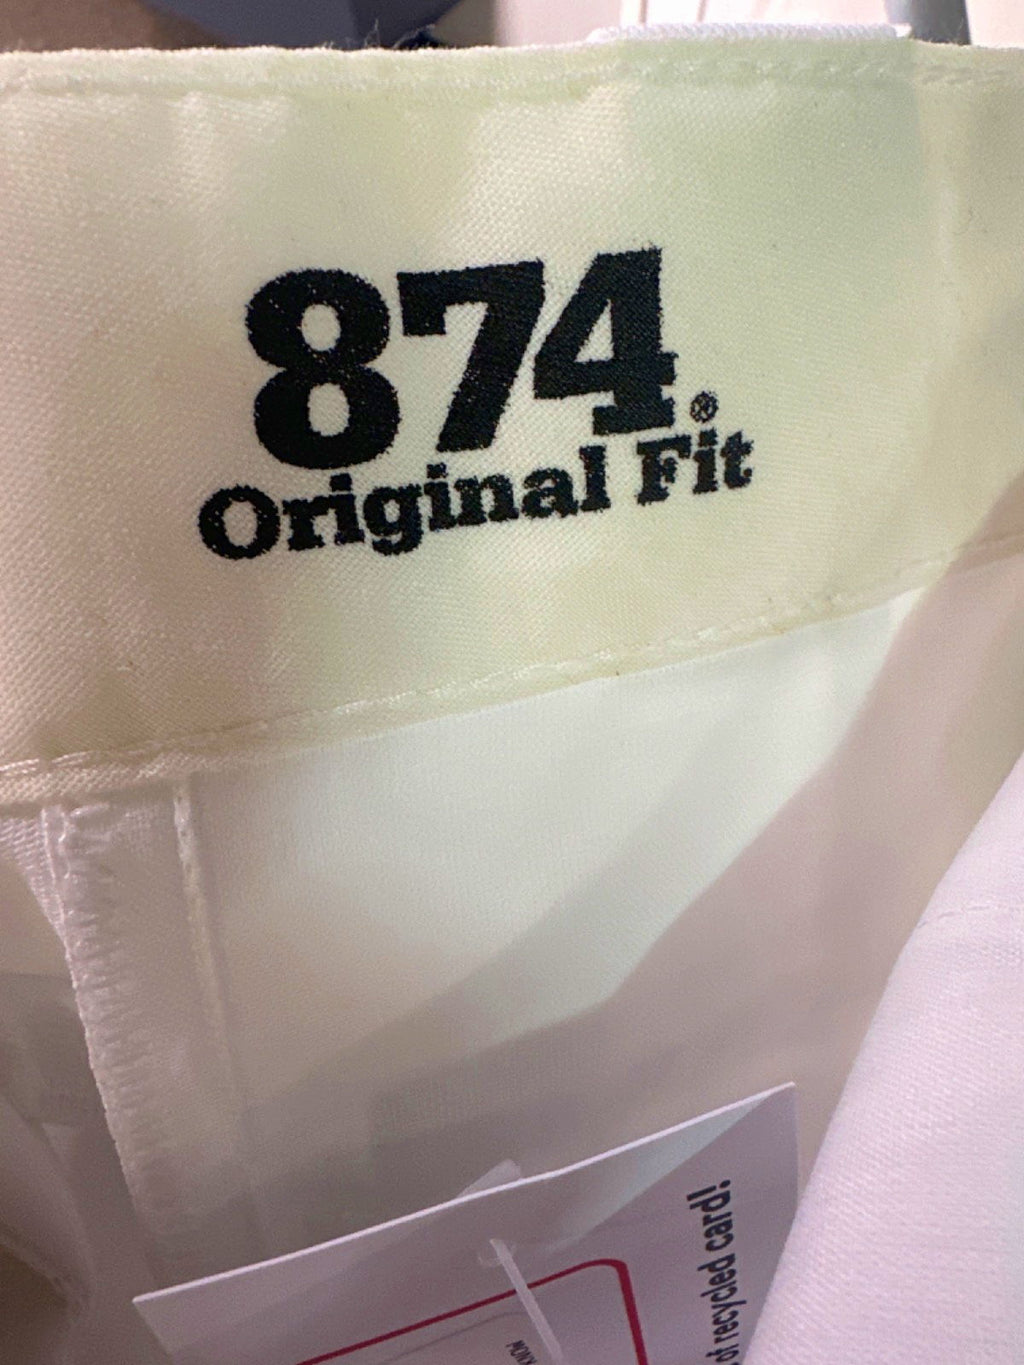 874®
Original Fit
of recycled card!